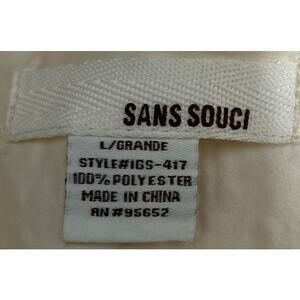 SANS SOUCI
L/GRANDE
STYLE#IGS-417
100% POLYESTER
MADE IN CHINA
RN #95652